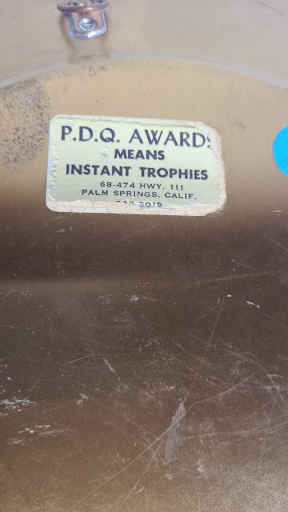 P.D.Q. AWARDS
MEANS
INSTANT TROPHIES
68-474 HWY. 111
PALM SPRINGS, CALIF.